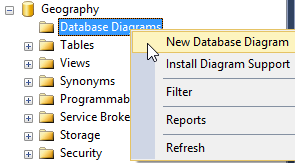 Geography
Database Diagrams
Tables
Views
Synonyms
Programmab
Service Broke
Storage
Security
New Database Diagram
Install Diagram Support
Filter
Reports
Refresh